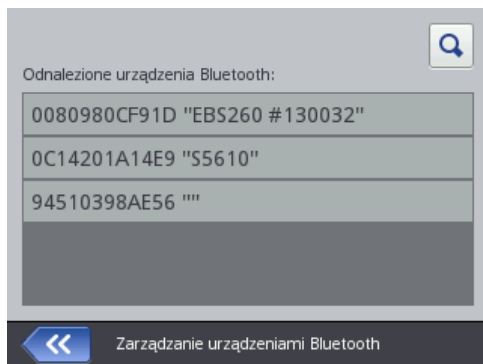 Odnalezione urządzenia Bluetooth:
0080980CF91D "EBS260 #130032"
0C14201A14E9 "S5610"
94510398AE56 ""
Zarządzanie urządzeniami Bluetooth